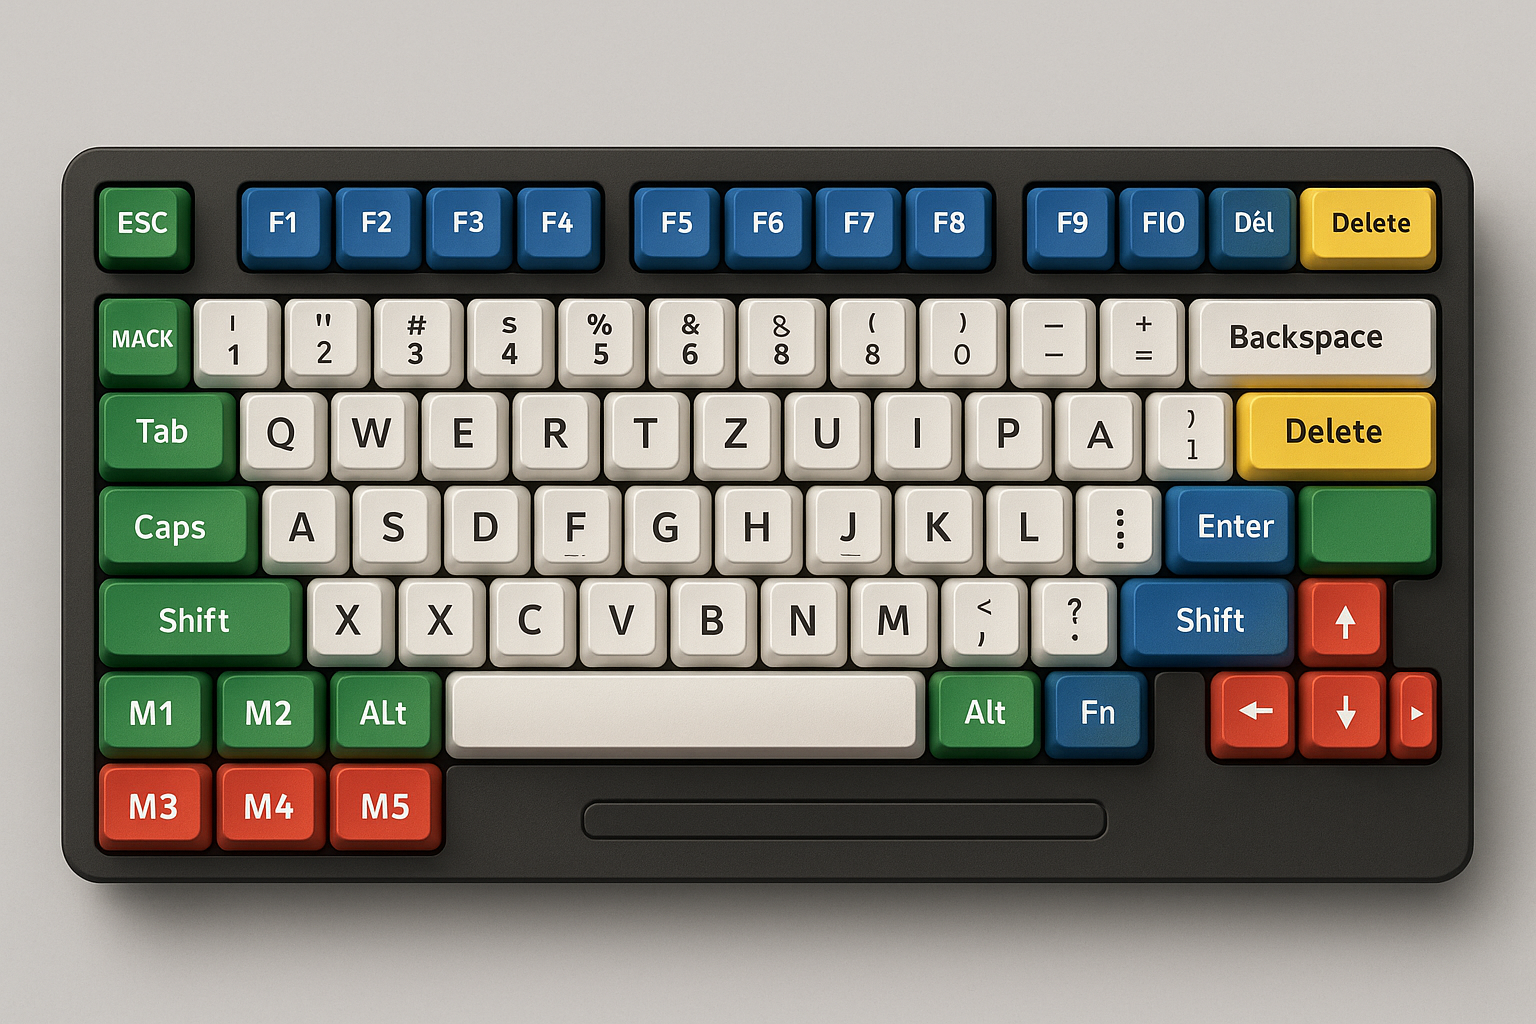 ESC F1 F2 F3 F4 F5 F6 F7 F8 F9 FIO Dél Delete
MACK I 1 " 2 # 3 s 4 % 5 & 6 8 8 ( 8 ) 0 — – + = Backspace
Tab Q W E R T Z U I P A ) 1 Delete
Caps A S D F G H J K L Enter
Shift X X C V B N M < , ? . Shift ↑
M1 M2 ALt Alt Fn ← ↓ ▸
M3 M4 M5